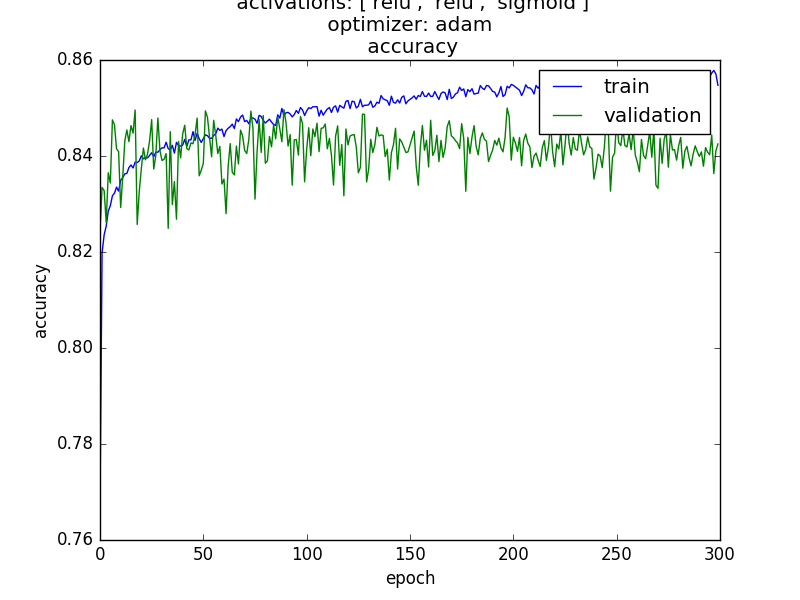 activations: ['relu', 'relu', 'sigmoid']
optimizer: adam
accuracy
0.86
0.84
0.82
0.80
0.78
0.76
accuracy
train
validation
0
50
100
150
200
250
300
epoch